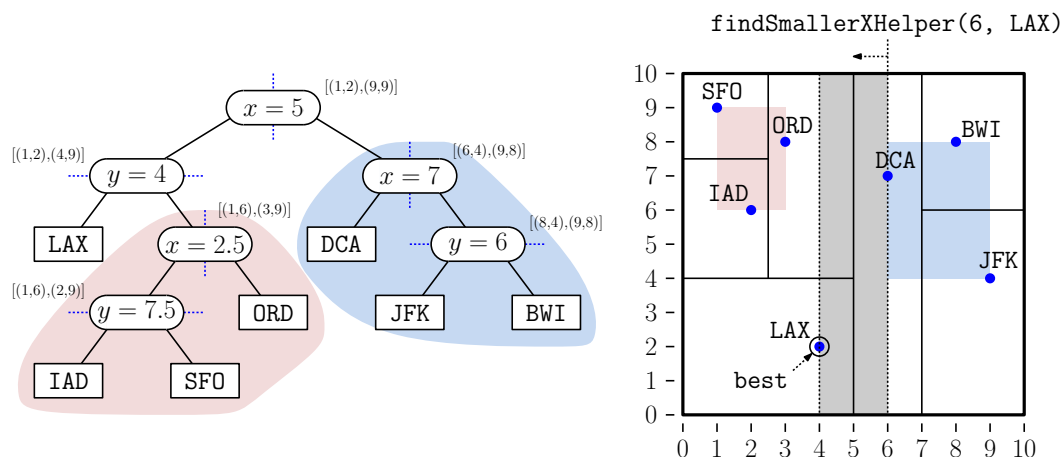 findSmallerXHelper(6, LAX)
[(1,2),(9,9)]
x = 5
[(1,2),(4,9)]
y = 4
[(6,4),(9,8)]
x = 7
[(1,6),(3,9)]
[(8,4),(9,8)]
LAX
x = 2.5
DCA
y = 6
[(1,6),(2,9)]
y = 7.5
ORD
JFK
BWI
IAD
SFO
10
9
8
7
6
5
4
3
2
1
0
SFO
ORD
BWI
DCA
IAD
JFK
LAX
best
0 1 2 3 4 5 6 7 8 9 10